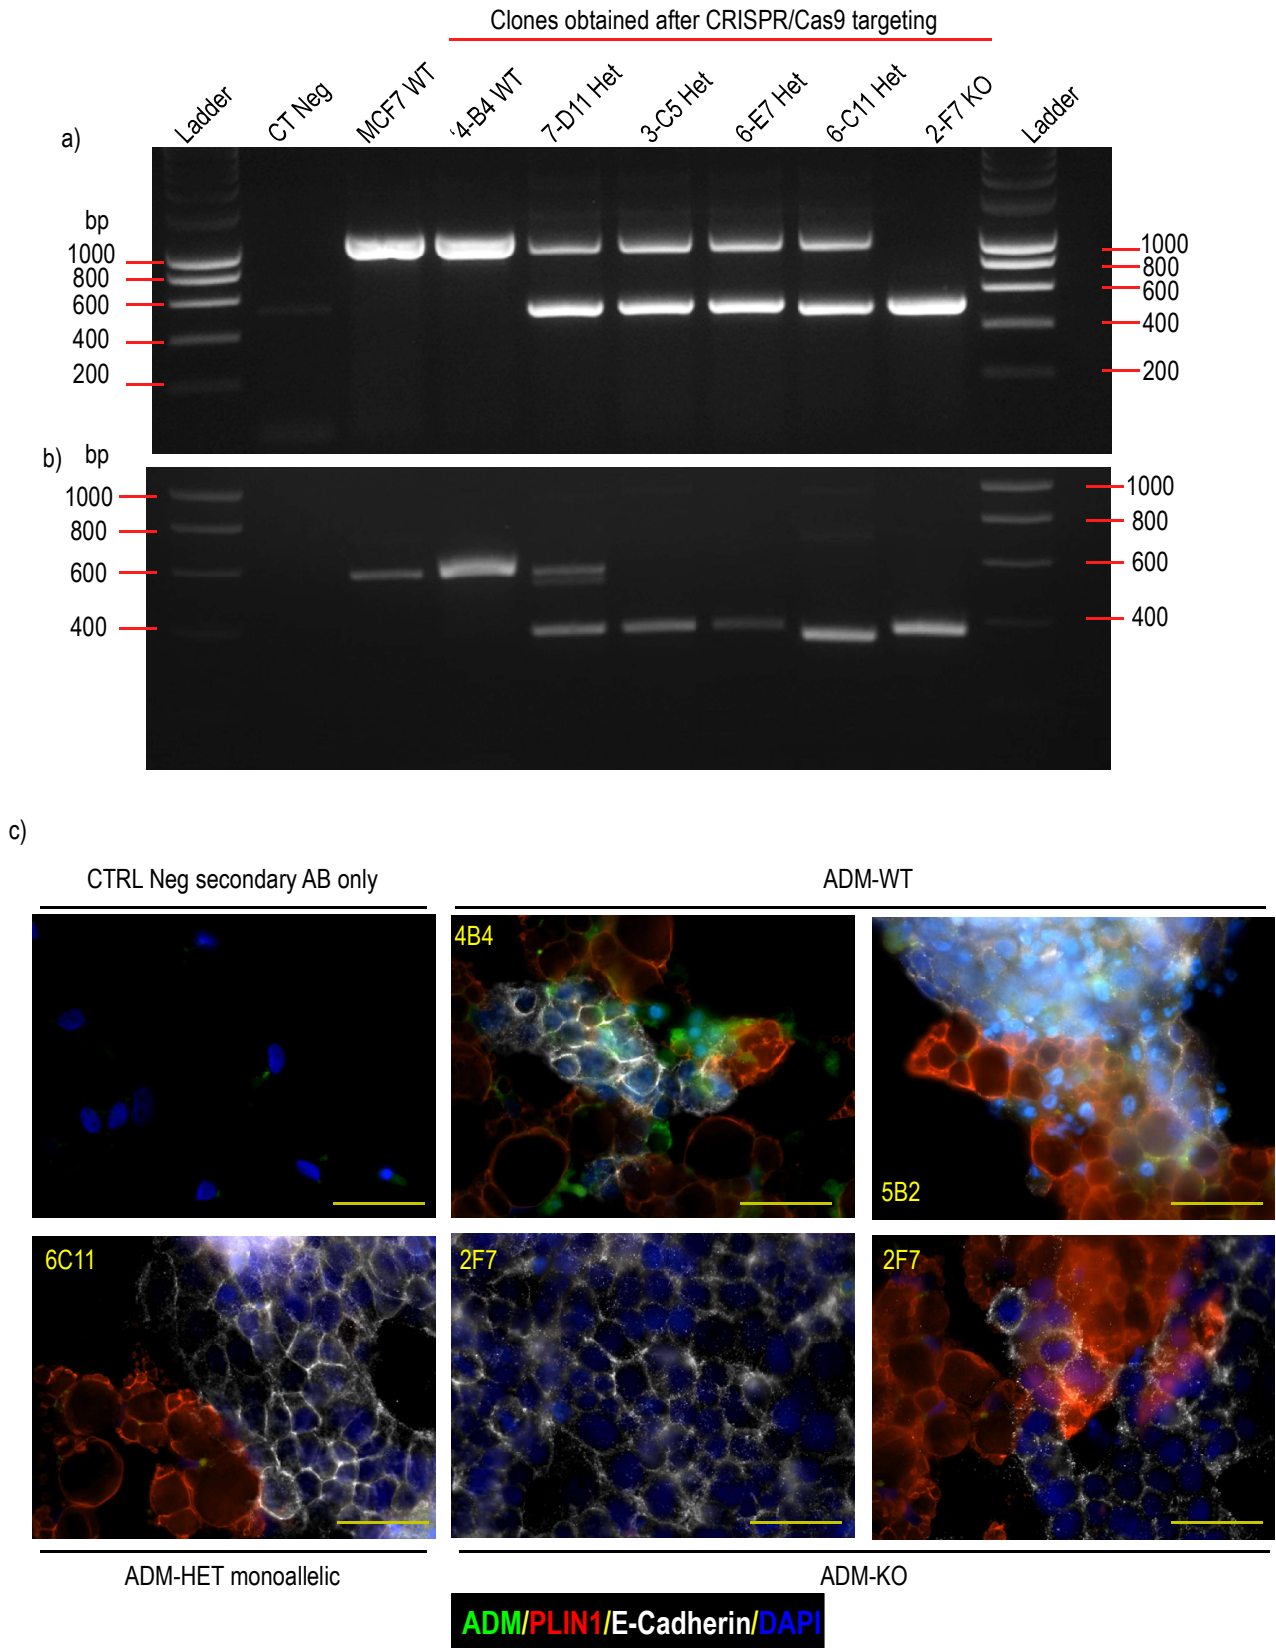 Clones obtained after CRISPR/Cas9 targeting
Ladder
CT Neg
MCF7 WT
'4-B4 WT
7-D11 Het
3-C5 Het
6-E7 Het
6-C11 Het
2-F7 KO
Ladder
a)
bp
1000
800
600
400
200
1000
800
600
400
200
b)
bp
1000
800
600
400
1000
800
600
400
c)
CTRL Neg secondary AB only
ADM-WT
4B4
5B2
6C11
2F7
2F7
ADM-HET monoallelic
ADM-KO
ADM/PLIN1/E-Cadherin/DAPI